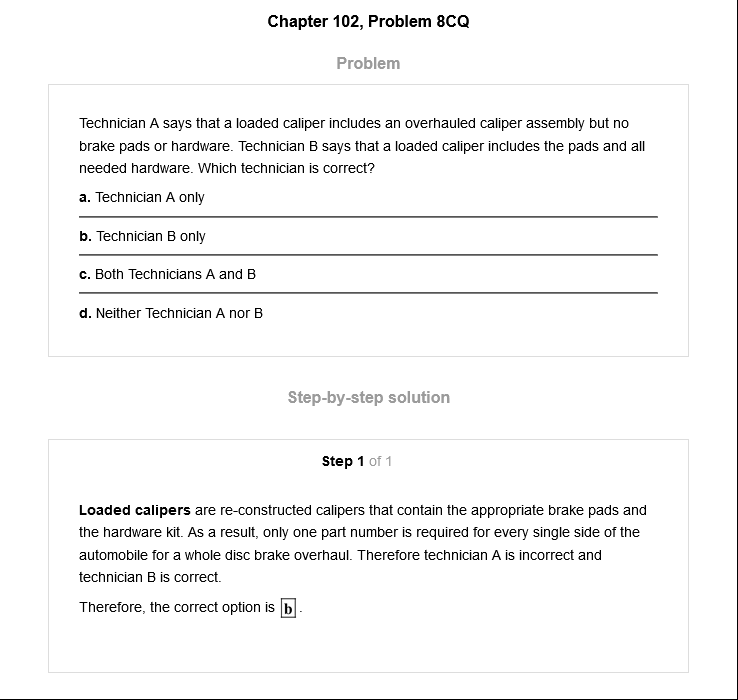 Chapter 102, Problem 8CQ
Problem
Technician A says that a loaded caliper includes an overhauled caliper assembly but no
brake pads or hardware. Technician B says that a loaded caliper includes the pads and all
needed hardware. Which technician is correct?
a. Technician A only
b. Technician B only
c. Both Technicians A and B
d. Neither Technician A nor B
Step-by-step solution
Step 1 of 1
Loaded calipers are re-constructed calipers that contain the appropriate brake pads and
the hardware kit. As a result, only one part number is required for every single side of the
automobile for a whole disc brake overhaul. Therefore technician A is incorrect and
technician B is correct.
Therefore, the correct option is b.